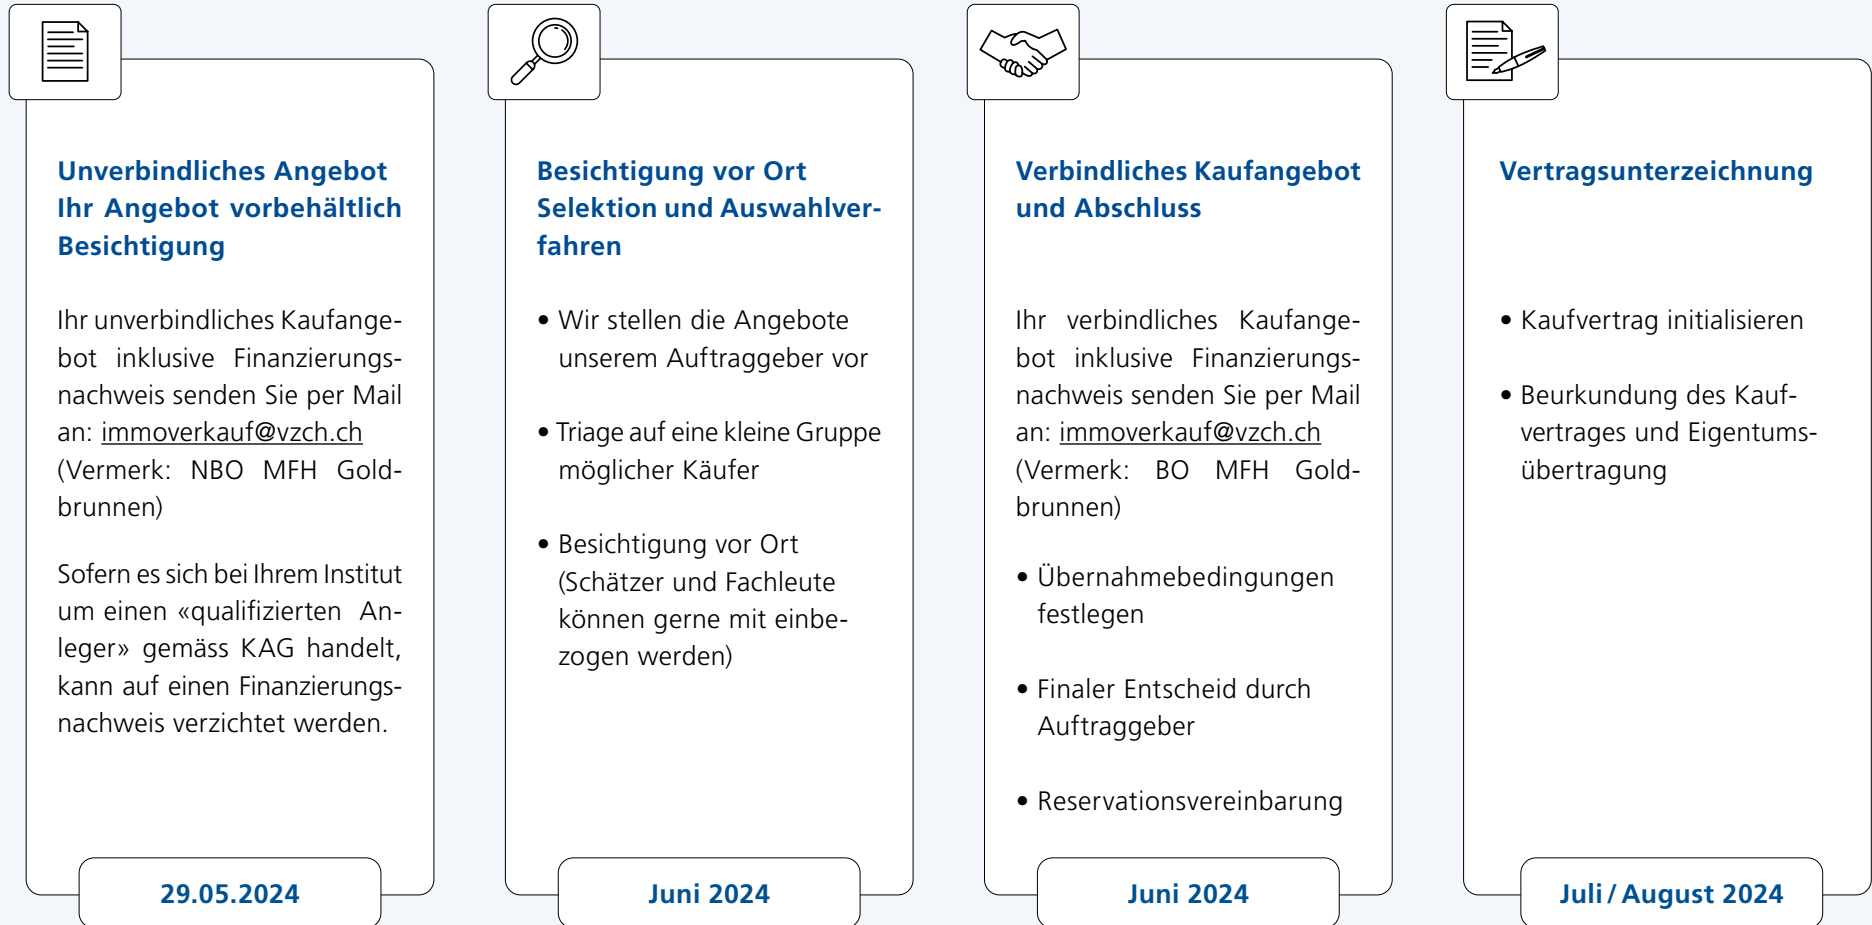 Unverbindliches Angebot
Ihr Angebot vorbehältlich
Besichtigung
Ihr unverbindliches Kaufange-
bot inklusive Finanzierungs-
nachweis senden Sie per Mail
an: immoverkauf@vzch.ch
(Vermerk: NBO MFH Gold-
brunnen)
Sofern es sich bei Ihrem Institut
um einen «qualifizierten An-
leger» gemäss KAG handelt,
kann auf einen Finanzierungs-
nachweis verzichtet werden.
29.05.2024
Besichtigung vor Ort
Selektion und Auswahlver-
fahren
• Wir stellen die Angebote
unserem Auftraggeber vor
• Triage auf eine kleine Gruppe
möglicher Käufer
• Besichtigung vor Ort
(Schätzer und Fachleute
können gerne mit einbe-
zogen werden)
Juni 2024
Verbindliches Kaufangebot
und Abschluss
Ihr verbindliches Kaufange-
bot inklusive Finanzierungs-
nachweis senden Sie per Mail
an: immoverkauf@vzch.ch
(Vermerk: BO MFH Gold-
brunnen)
• Übernahmebedingungen
festlegen
• Finaler Entscheid durch
Auftraggeber
• Reservationsvereinbarung
Juni 2024
Vertragsunterzeichnung
• Kaufvertrag initialisieren
• Beurkundung des Kauf-
vertrages und Eigentums-
übertragung
Juli / August 2024